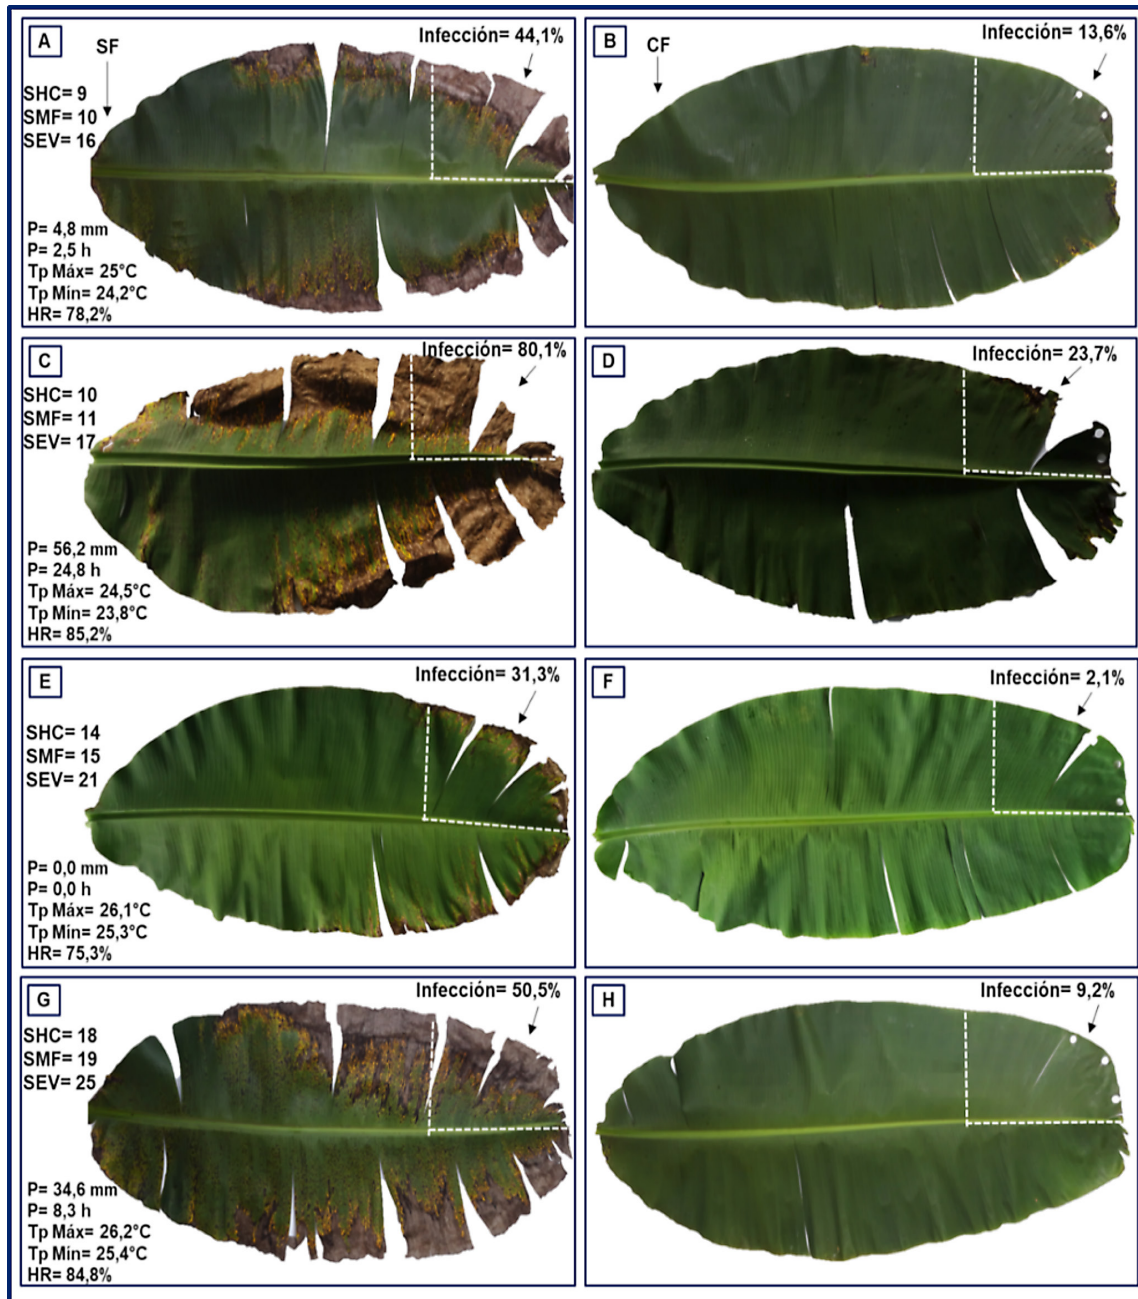 A
SF
Infección= 44,1%
SHC= 9
SMF= 10
SEV= 16
P= 4,8 mm
P= 2,5 h
Tp Máx= 25°C
Tp Mín= 24,2°C
HR= 78,2%
B
CF
Infección= 13,6%
C
Infección= 80,1%
SHC= 10
SMF= 11
SEV= 17
P= 56,2 mm
P= 24,8 h
Tp Máx= 24,5°C
Tp Min= 23,8°C
HR= 85,2%
D
Infección= 23,7%
E
Infección= 31,3%
SHC= 14
SMF= 15
SEV= 21
P= 0,0 mm
P= 0,0 h
Tp Máx= 26,1°C
Tp Min= 25,3°C
HR= 75,3%
F
Infección= 2,1%
G
Infección= 50,5%
SHC= 18
SMF= 19
SEV= 25
P= 34,6 mm
P= 8,3 h
Tp Máx= 26,2°C
Tp Min= 25,4°C
HR= 84,8%
H
Infección= 9,2%